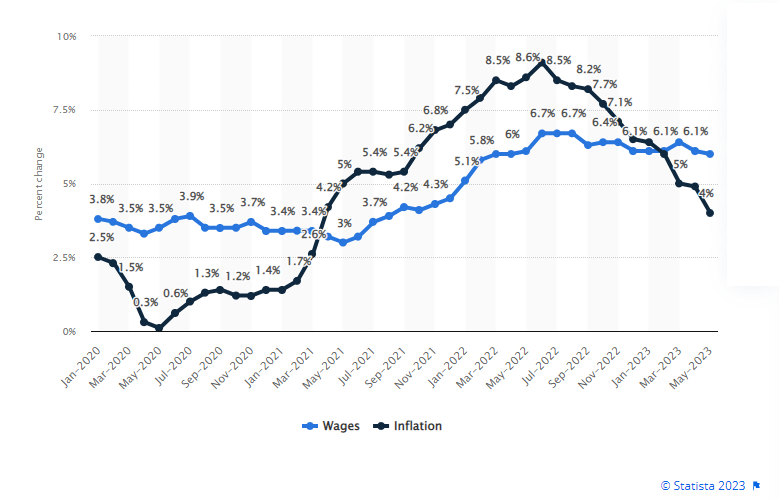 10%
7.5%
5%
2.5%
0%
Percent change
3.8%
3.5%
3.5%
3.9%
3.5%
3.7%
3.4%
3.4%
3%
3.7%
4.2%
4.3%
5.1%
5.8%
6%
6.7%
6.7%
6.4%
6.1%
6.1%
6.1%
2.5%
1.5%
0.3%
0.6%
1.3%
1.2%
1.4%
1.7%
2.6%
4.2%
5%
5.4%
5.4%
6.2%
6.8%
7.5%
8.5%
8.6%
8.5%
8.2%
7.7%
7.1%
5%
4%
Jan-2020
Mar-2020
May-2020
Jul-2020
Sep-2020
Nov-2020
Jan-2021
Mar-2021
May-2021
Jul-2021
Sep-2021
Nov-2021
Jan-2022
Mar-2022
May-2022
Jul-2022
Sep-2022
Nov-2022
Jan-2023
Mar-2023
May-2023
Wages Inflation
© Statista 2023